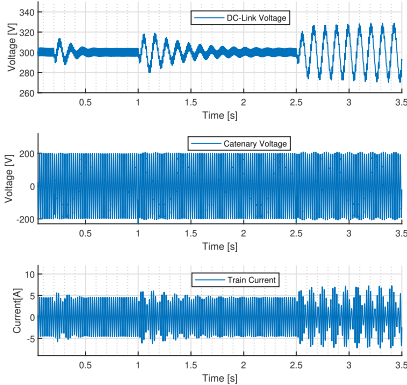 DC-Link Voltage
Voltage [V]
340
320
300
280
260
0.5 1 1.5 2 2.5 3 3.5
Time [s]
Catenary Voltage
Voltage [V]
200
0
-200
0.5 1 1.5 2 2.5 3 3.5
Time [s]
Train Current
Current[A]
10
5
0
-5
0.5 1 1.5 2 2.5 3 3.5
Time [s]